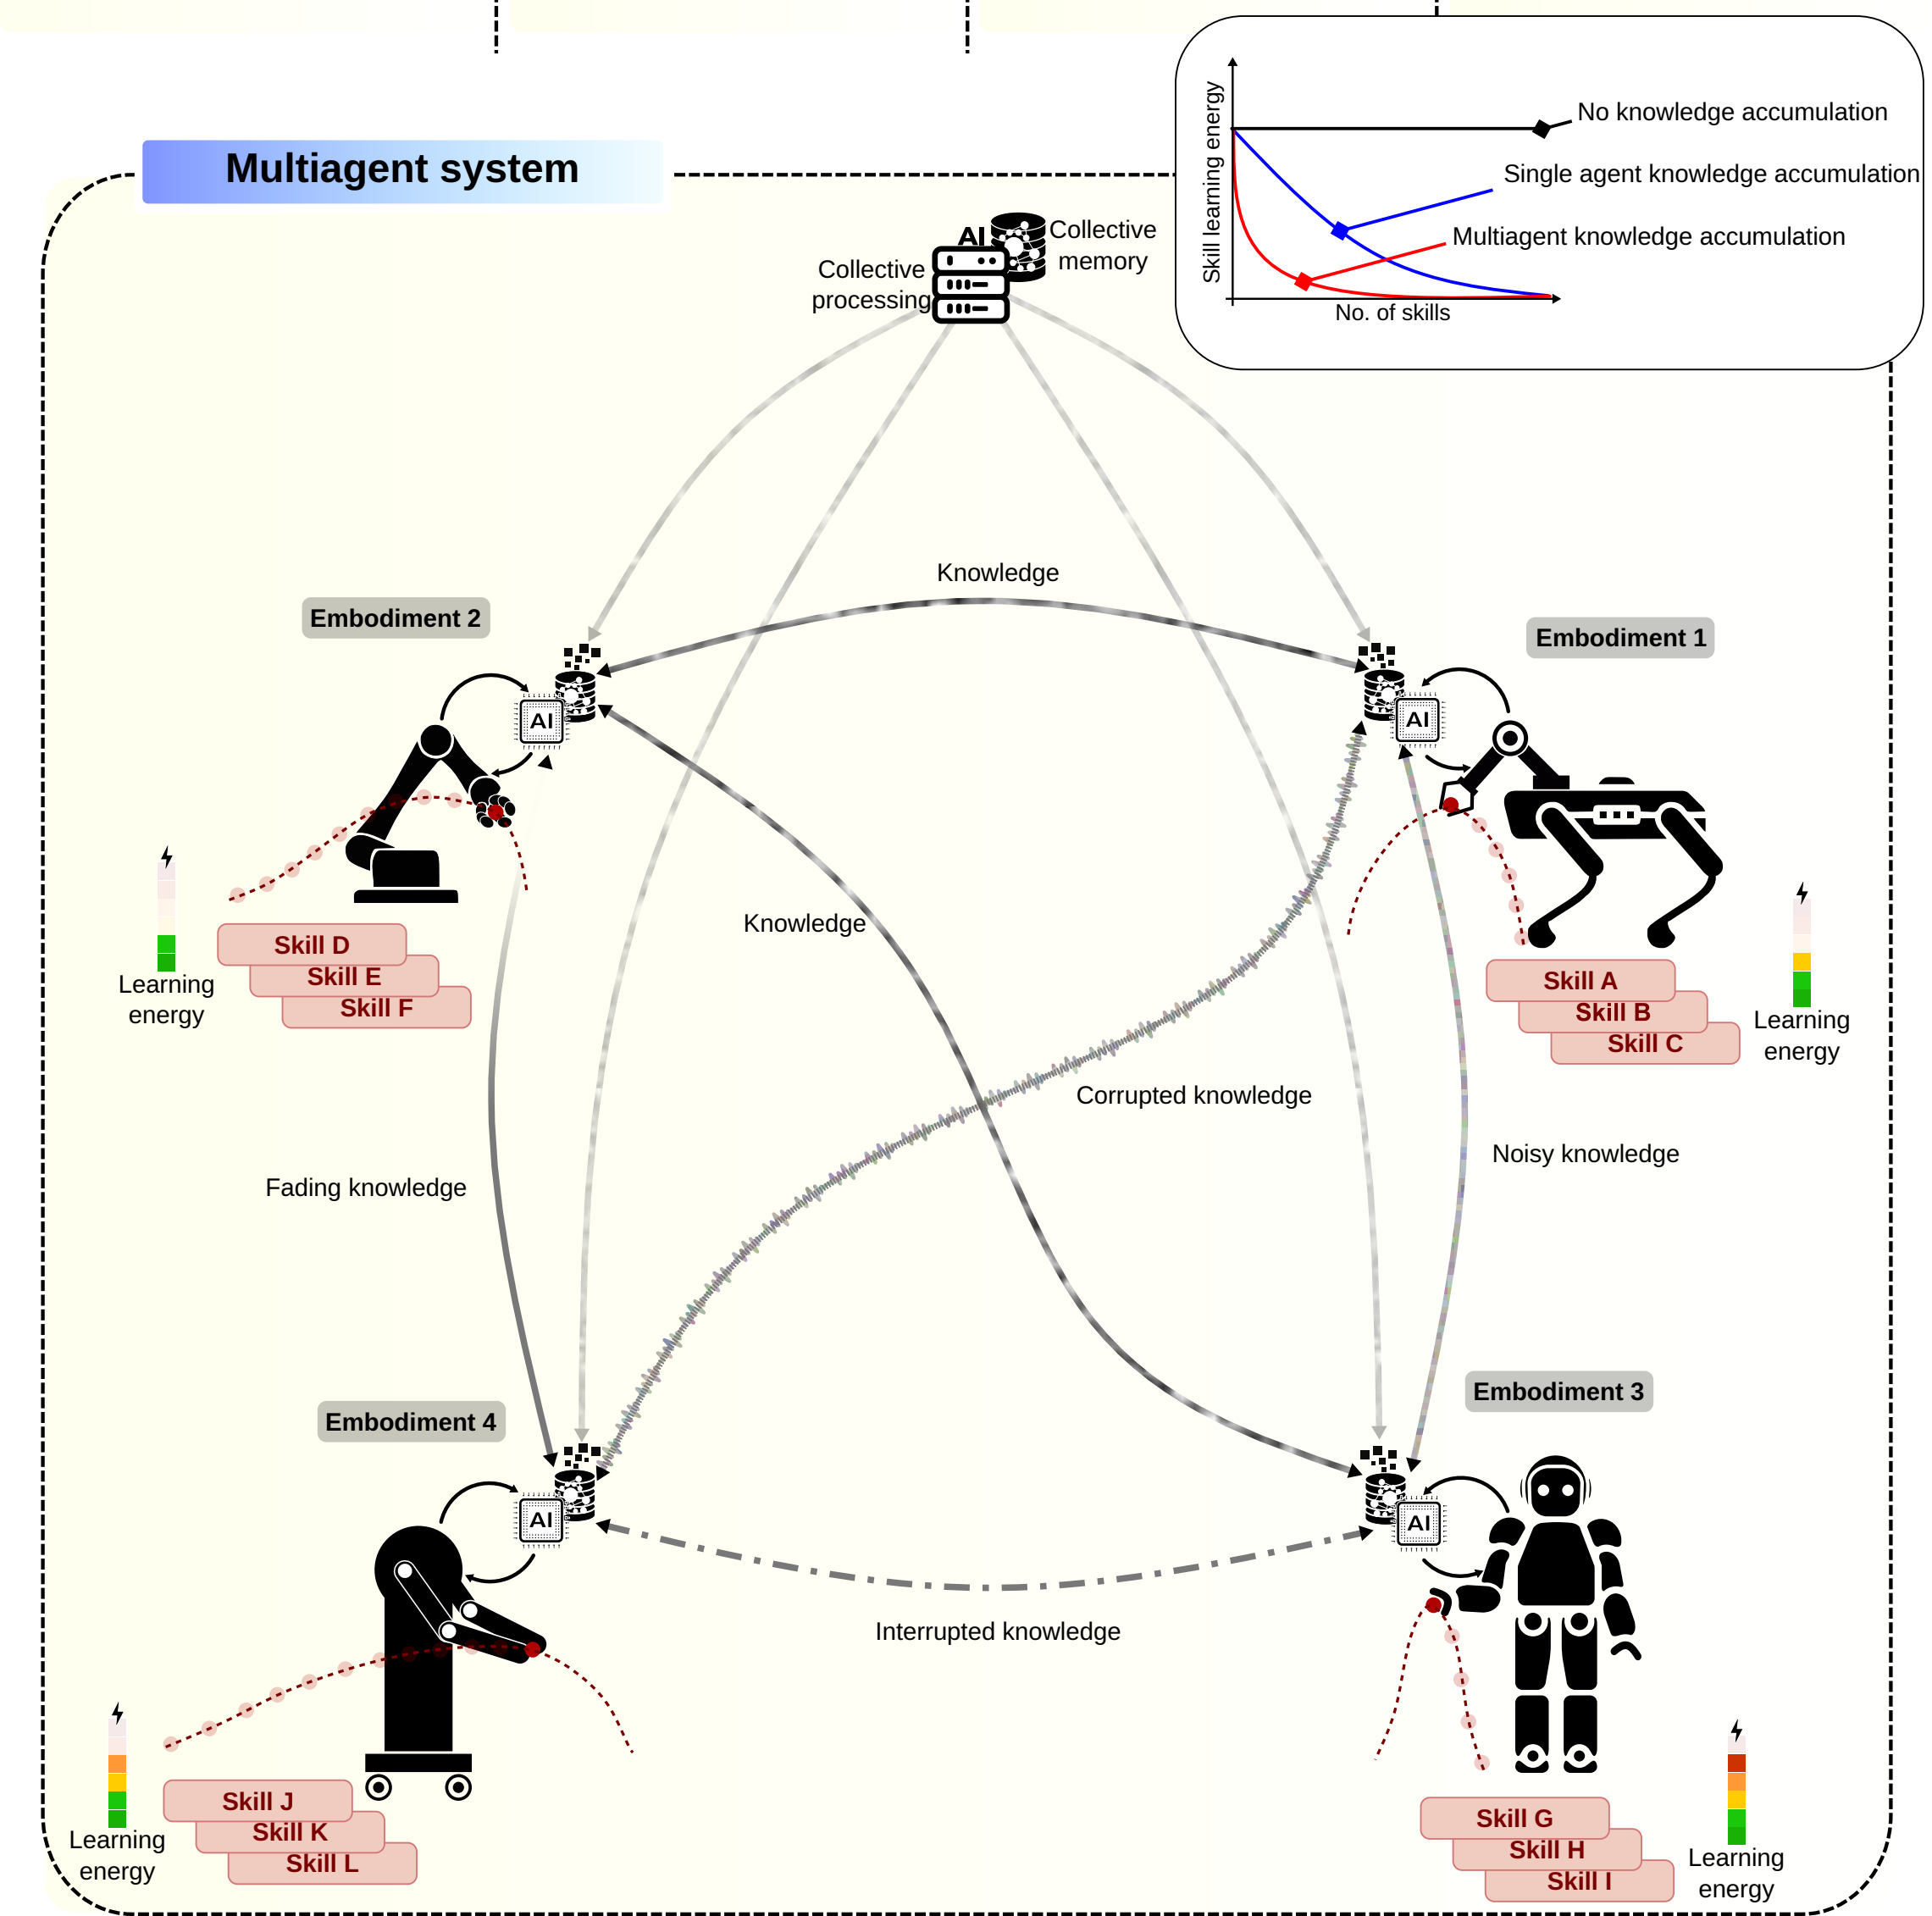 Multiagent system
Skill learning energy
No knowledge accumulation
Single agent knowledge accumulation
Multiagent knowledge accumulation
No. of skills
AI
Collective
memory
Collective
processing
Knowledge
Embodiment 2
Embodiment 1
AI
AI
Knowledge
Skill D
Skill E
Skill F
Learning
energy
Skill A
Skill B
Skill C
Learning
energy
Corrupted knowledge
Noisy knowledge
Fading knowledge
Embodiment 3
Embodiment 4
AI
AI
Interrupted knowledge
Skill J
Skill K
Skill L
Learning
energy
Skill G
Skill H
Skill I
Learning
energy